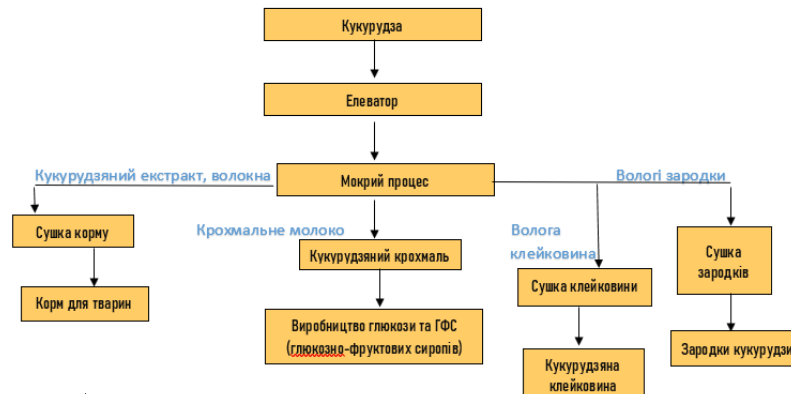 Кукурудза
Елеватор
Кукурудзяний екстракт, волокна
Мокрий процес
Вологі зародки
Сушка корму
Крохмальне молоко
Кукурудзяний крохмаль
Волога
клейковина
Сушка
зародків
Корм для тварин
Сушка клейковини
Виробництво глюкози та ГФС
(глюкозно-фруктових сиропів)
Зародки кукурудзи
Кукурудзяна
клейковина